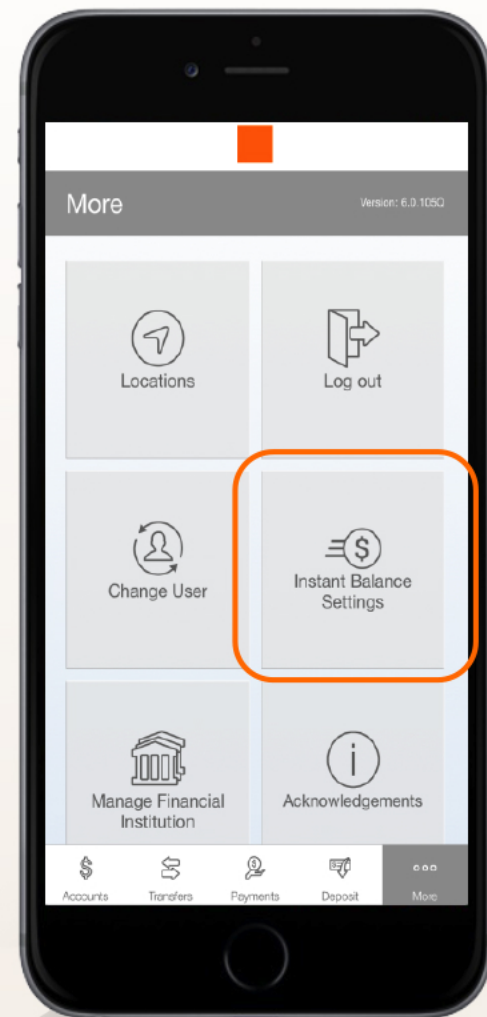 More
Version: 6.0.105Q
Locations
Log out
Change User
Instant Balance
Settings
Manage Financial
Institution
Acknowledgements
Accounts
Transfers
Payments
Deposit
More